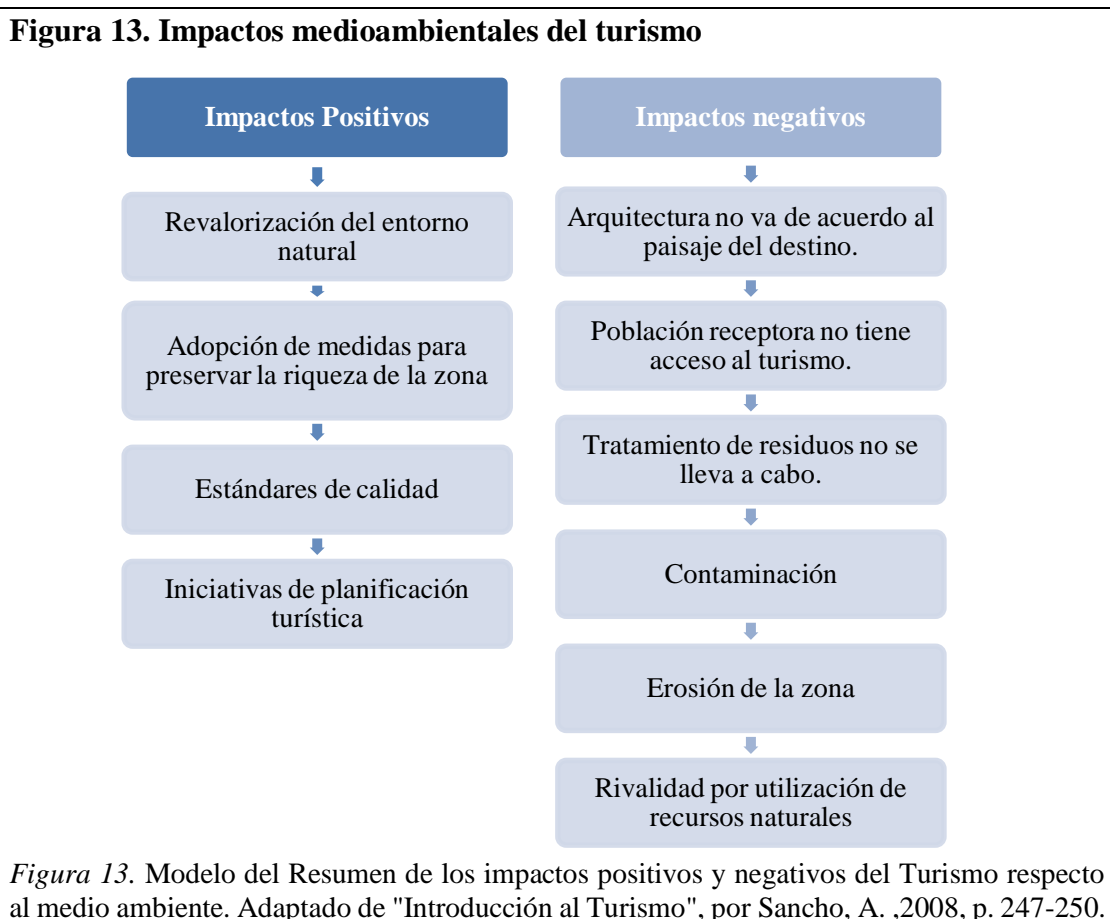 Figura 13. Impactos medioambientales del turismo
Impactos Positivos
Revalorización del entorno
natural
Adopción de medidas para
preservar la riqueza de la zona
Estándares de calidad
Iniciativas de planificación
turística
Impactos negativos
Arquitectura no va de acuerdo al
paisaje del destino.
Población receptora no tiene
acceso al turismo.
Tratamiento de residuos no se
lleva a cabo.
Contaminación
Erosión de la zona
Rivalidad por utilización de
recursos naturales
Figura 13. Modelo del Resumen de los impactos positivos y negativos del Turismo respecto
al medio ambiente. Adaptado de "Introducción al Turismo", por Sancho, A. ,2008, p. 247-250.